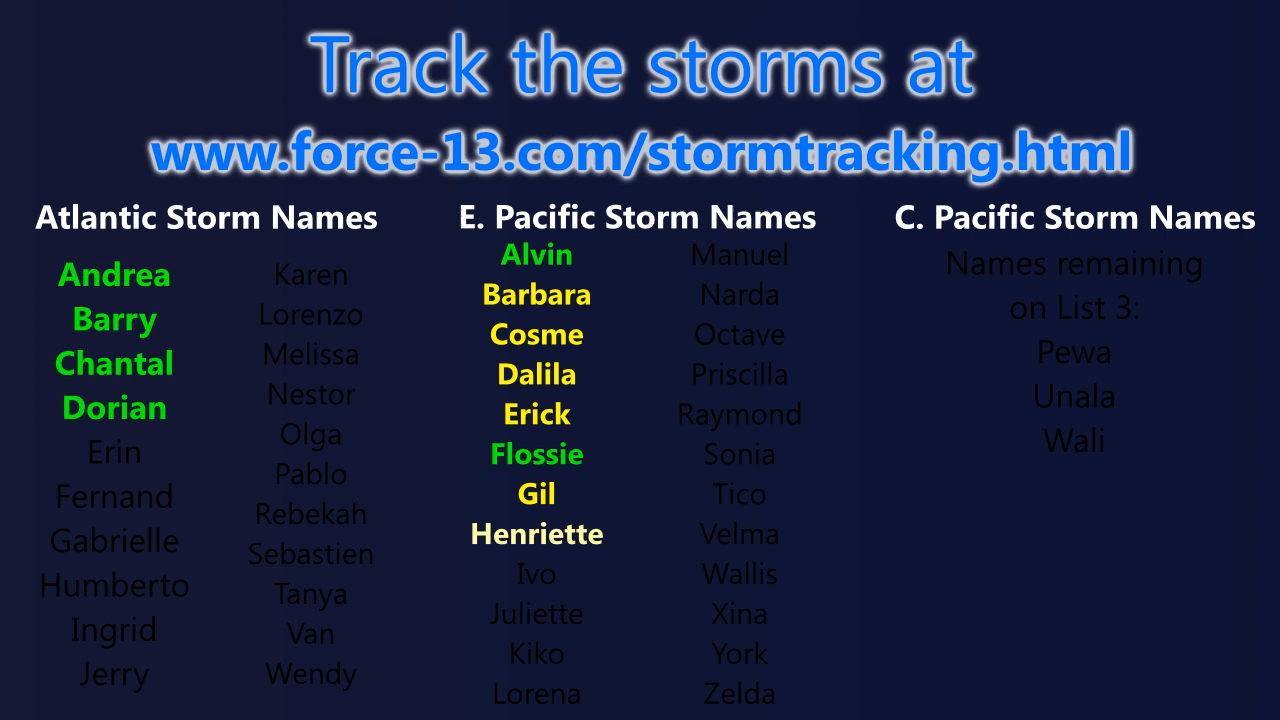 Track the storms at
www.force-13.com/stormtracking.html
Atlantic Storm Names
Andrea
Barry
Chantal
Dorian
Erin
Fernand
Gabrielle
Humberto
Ingrid
Jerry
Karen
Lorenzo
Melissa
Nestor
Olga
Pablo
Rebekah
Sebastien
Tanya
Van
Wendy
E. Pacific Storm Names
Alvin
Barbara
Cosme
Dalila
Erick
Flossie
Gil
Henriette
Ivo
Juliette
Kiko
Lorena
Manuel
Narda
Octave
Priscilla
Raymond
Sonia
Tico
Velma
Wallis
Xina
York
Zelda
C. Pacific Storm Names
Names remaining
on List 3:
Pewa
Unala
Wali